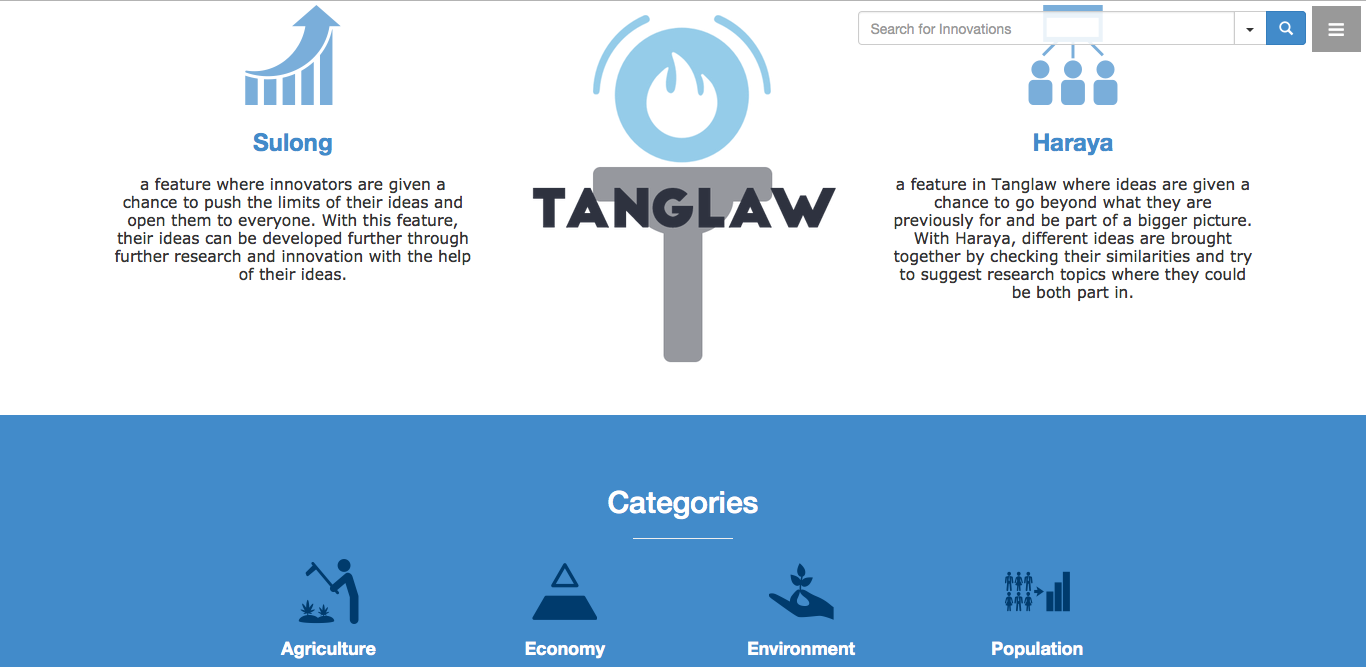 Search for Innovations
Sulong
a feature where innovators are given a
chance to push the limits of their ideas and
open them to everyone. With this feature,
their ideas can be developed further through
further research and innovation with the help
of their ideas.
TANGLAW
Haraya
a feature in Tanglaw where ideas are given a
chance to go beyond what they are
previously for and be part of a bigger picture.
With Haraya, different ideas are brought
together by checking their similarities and try
to suggest research topics where they could
be both part in.
Categories
Agriculture
Economy
Environment
Population